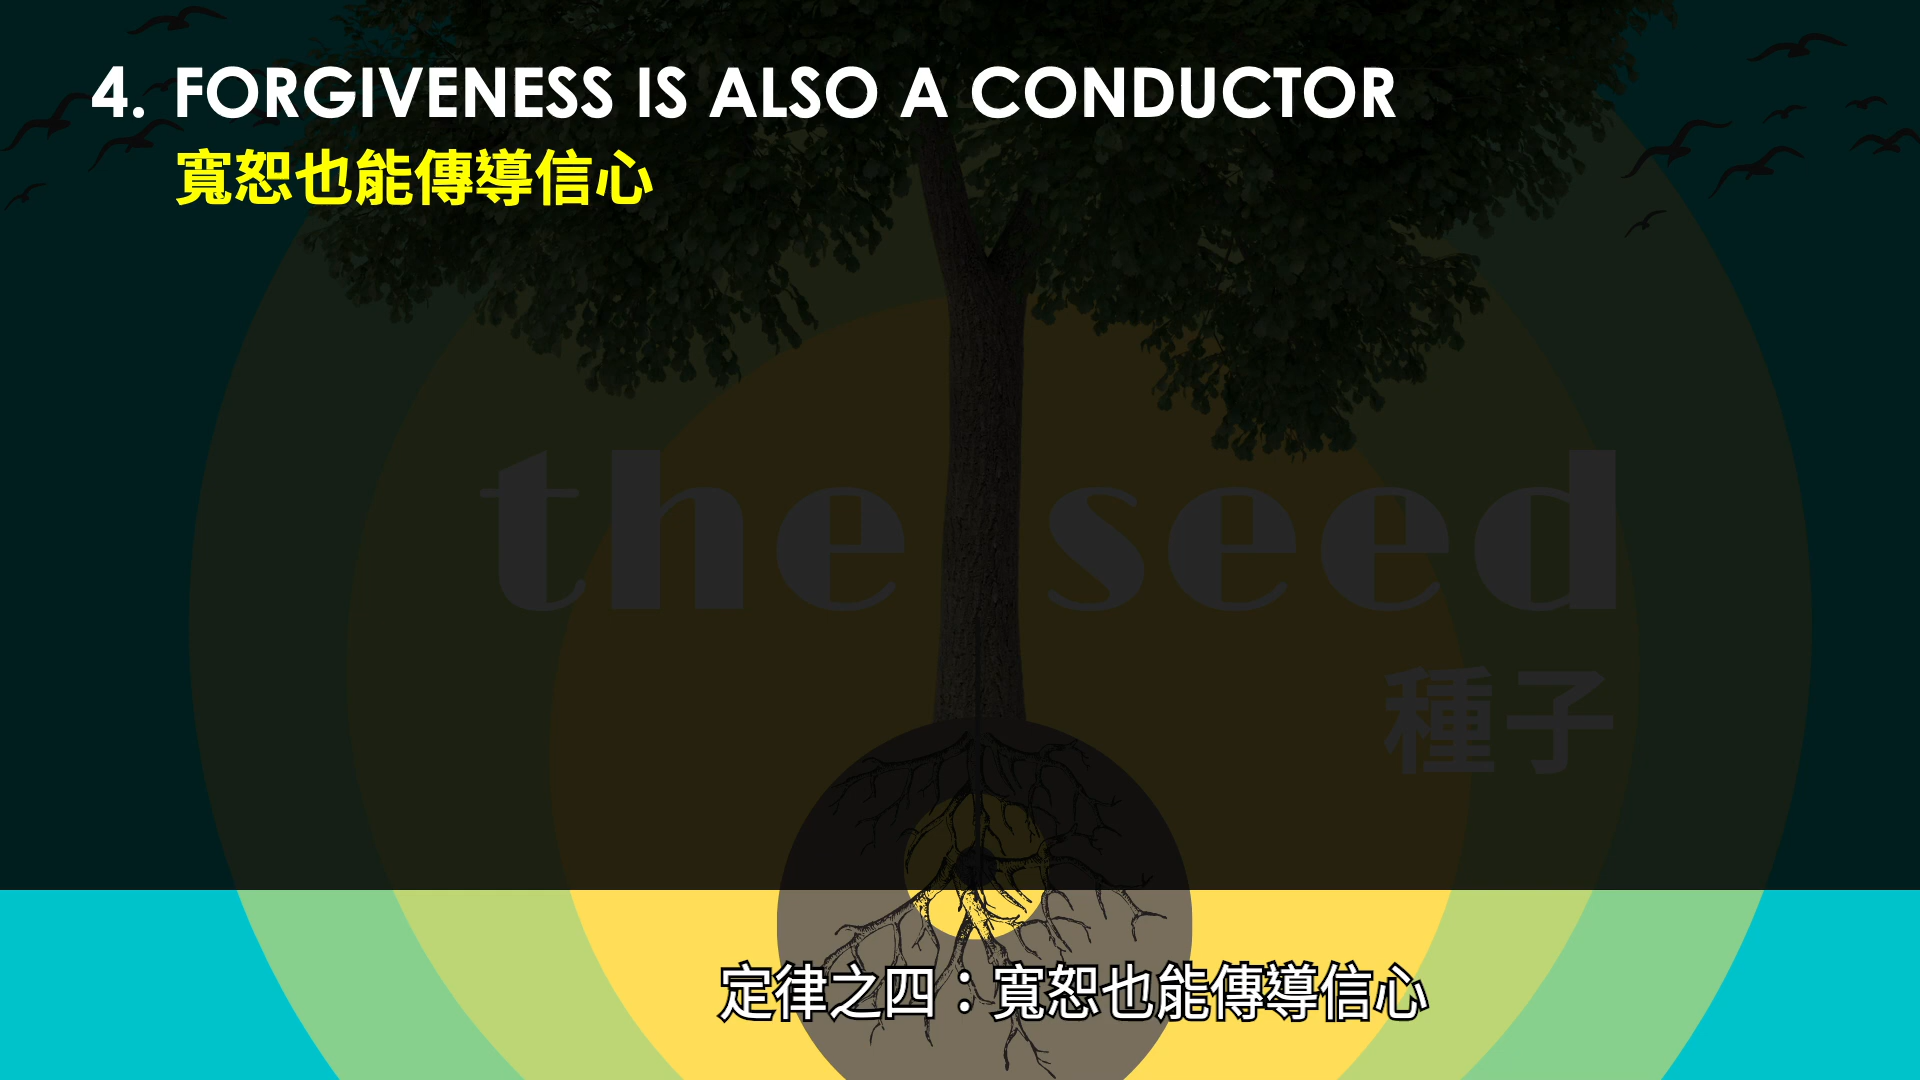 4. FORGIVENESS IS ALSO A CONDUCTOR
寬恕也能傳導信心
the seed
種子
定律之四：寬恕也能傳導信心